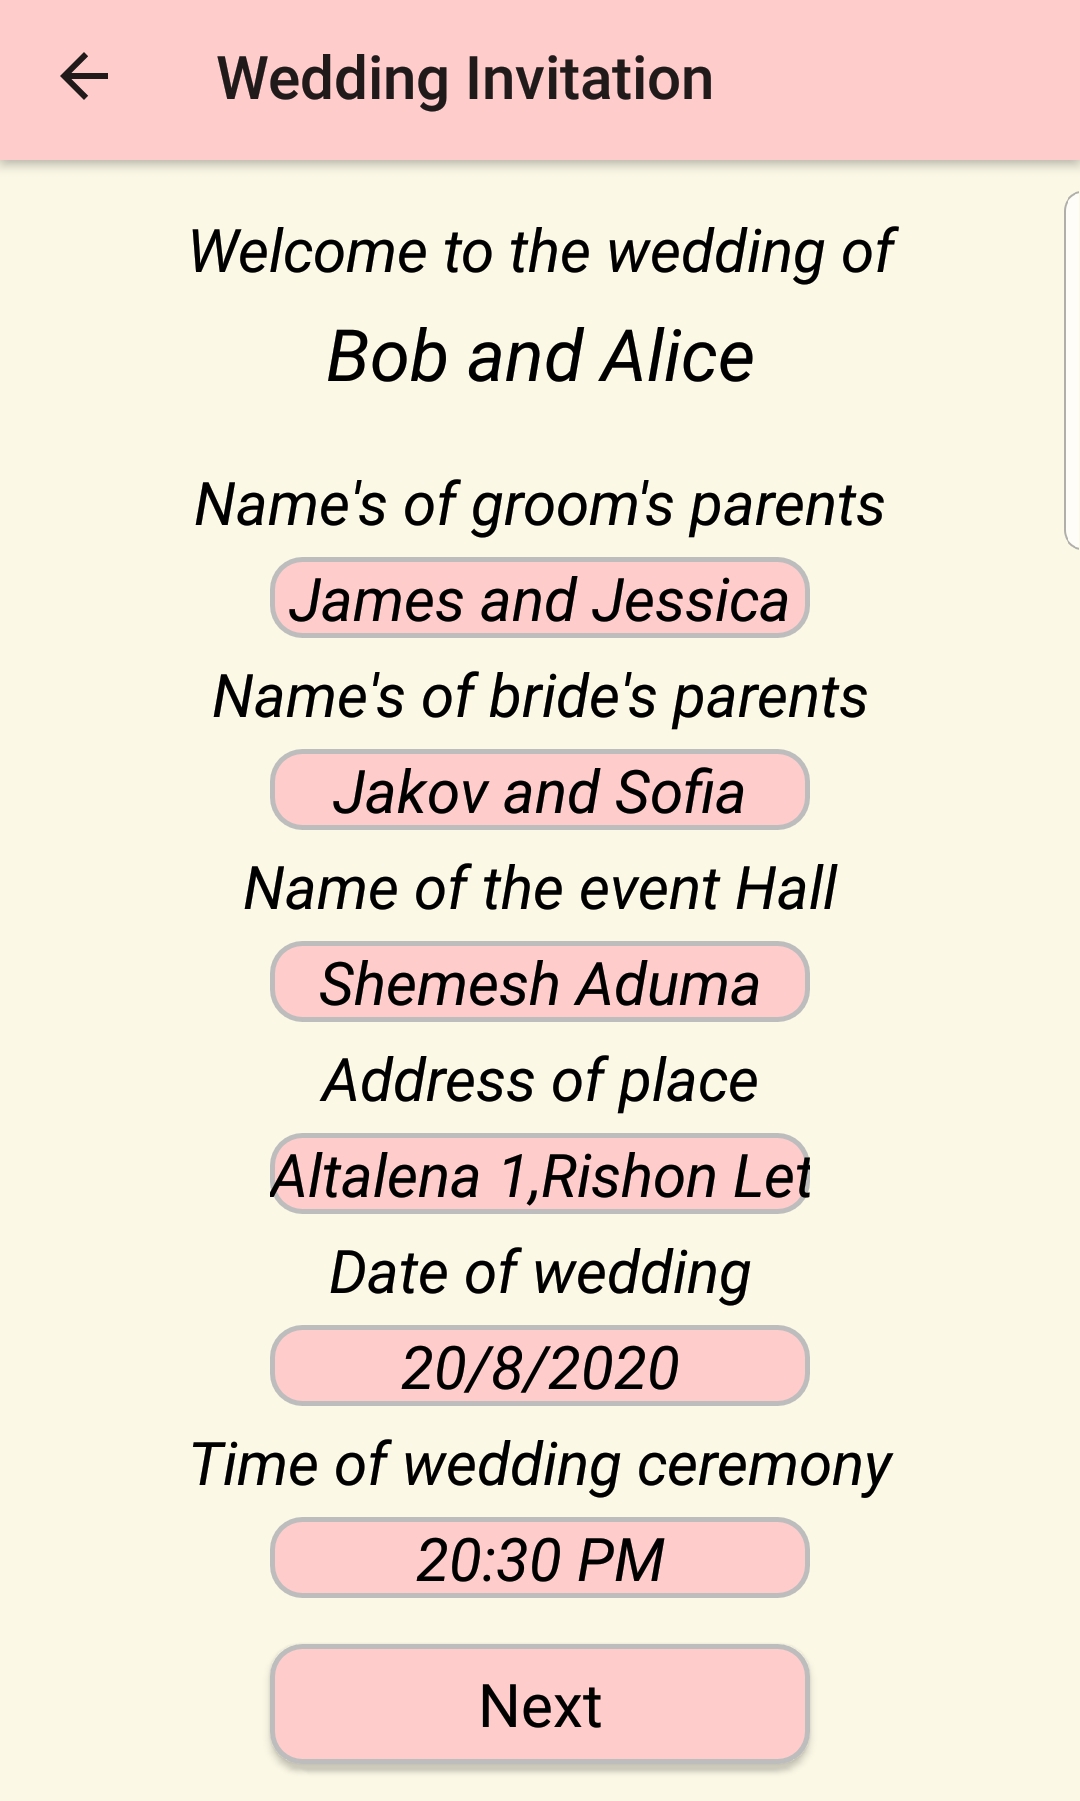 Wedding Invitation
Welcome to the wedding of
Bob and Alice
Name's of groom's parents
James and Jessica
Name's of bride's parents
Jakov and Sofia
Name of the event Hall
Shemesh Aduma
Address of place
Altalena 1,Rishon Let
Date of wedding
20/8/2020
Time of wedding ceremony
20:30 PM
Next